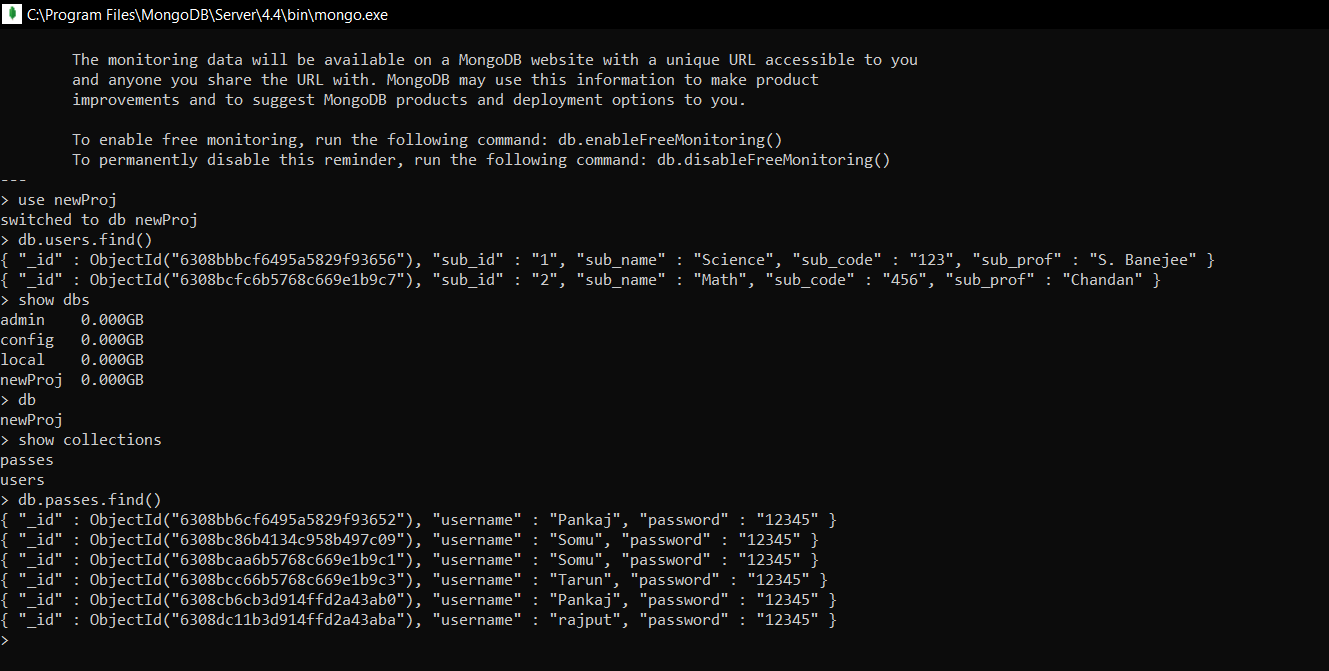 C:\Program Files\MongoDB\Server\4.4\bin\mongo.exe
The monitoring data will be available on a MongoDB website with a unique URL accessible to you
and anyone you share the URL with. MongoDB may use this information to make product
improvements and to suggest MongoDB products and deployment options to you.
To enable free monitoring, run the following command: db.enableFreeMonitoring()
To permanently disable this reminder, run the following command: db.disableFreeMonitoring()
---
> use newProj
switched to db newProj
> db.users.find()
{ "_id" : ObjectId("6308bbbcf6495a5829f93656"), "sub_id" : "1", "sub_name" : "Science", "sub_code" : "123", "sub_prof" : "S. Banejee" }
{ "_id" : ObjectId("6308bcfc6b5768c669e1b9c7"), "sub_id" : "2", "sub_name" : "Math", "sub_code" : "456", "sub_prof" : "Chandan" }
> show dbs
admin    0.000GB
config   0.000GB
local    0.000GB
newProj  0.000GB
> db
newProj
> show collections
passes
users
> db.passes.find()
{ "_id" : ObjectId("6308bb6cf6495a5829f93652"), "username" : "Pankaj", "password" : "12345" }
{ "_id" : ObjectId("6308bc86b4134c958b497c09"), "username" : "Somu", "password" : "12345" }
{ "_id" : ObjectId("6308bcaa6b5768c669e1b9c1"), "username" : "Somu", "password" : "12345" }
{ "_id" : ObjectId("6308bcc66b5768c669e1b9c3"), "username" : "Tarun", "password" : "12345" }
{ "_id" : ObjectId("6308cb6cb3d914ffd2a43ab0"), "username" : "Pankaj", "password" : "12345" }
{ "_id" : ObjectId("6308dc11b3d914ffd2a43aba"), "username" : "rajput", "password" : "12345" }
>